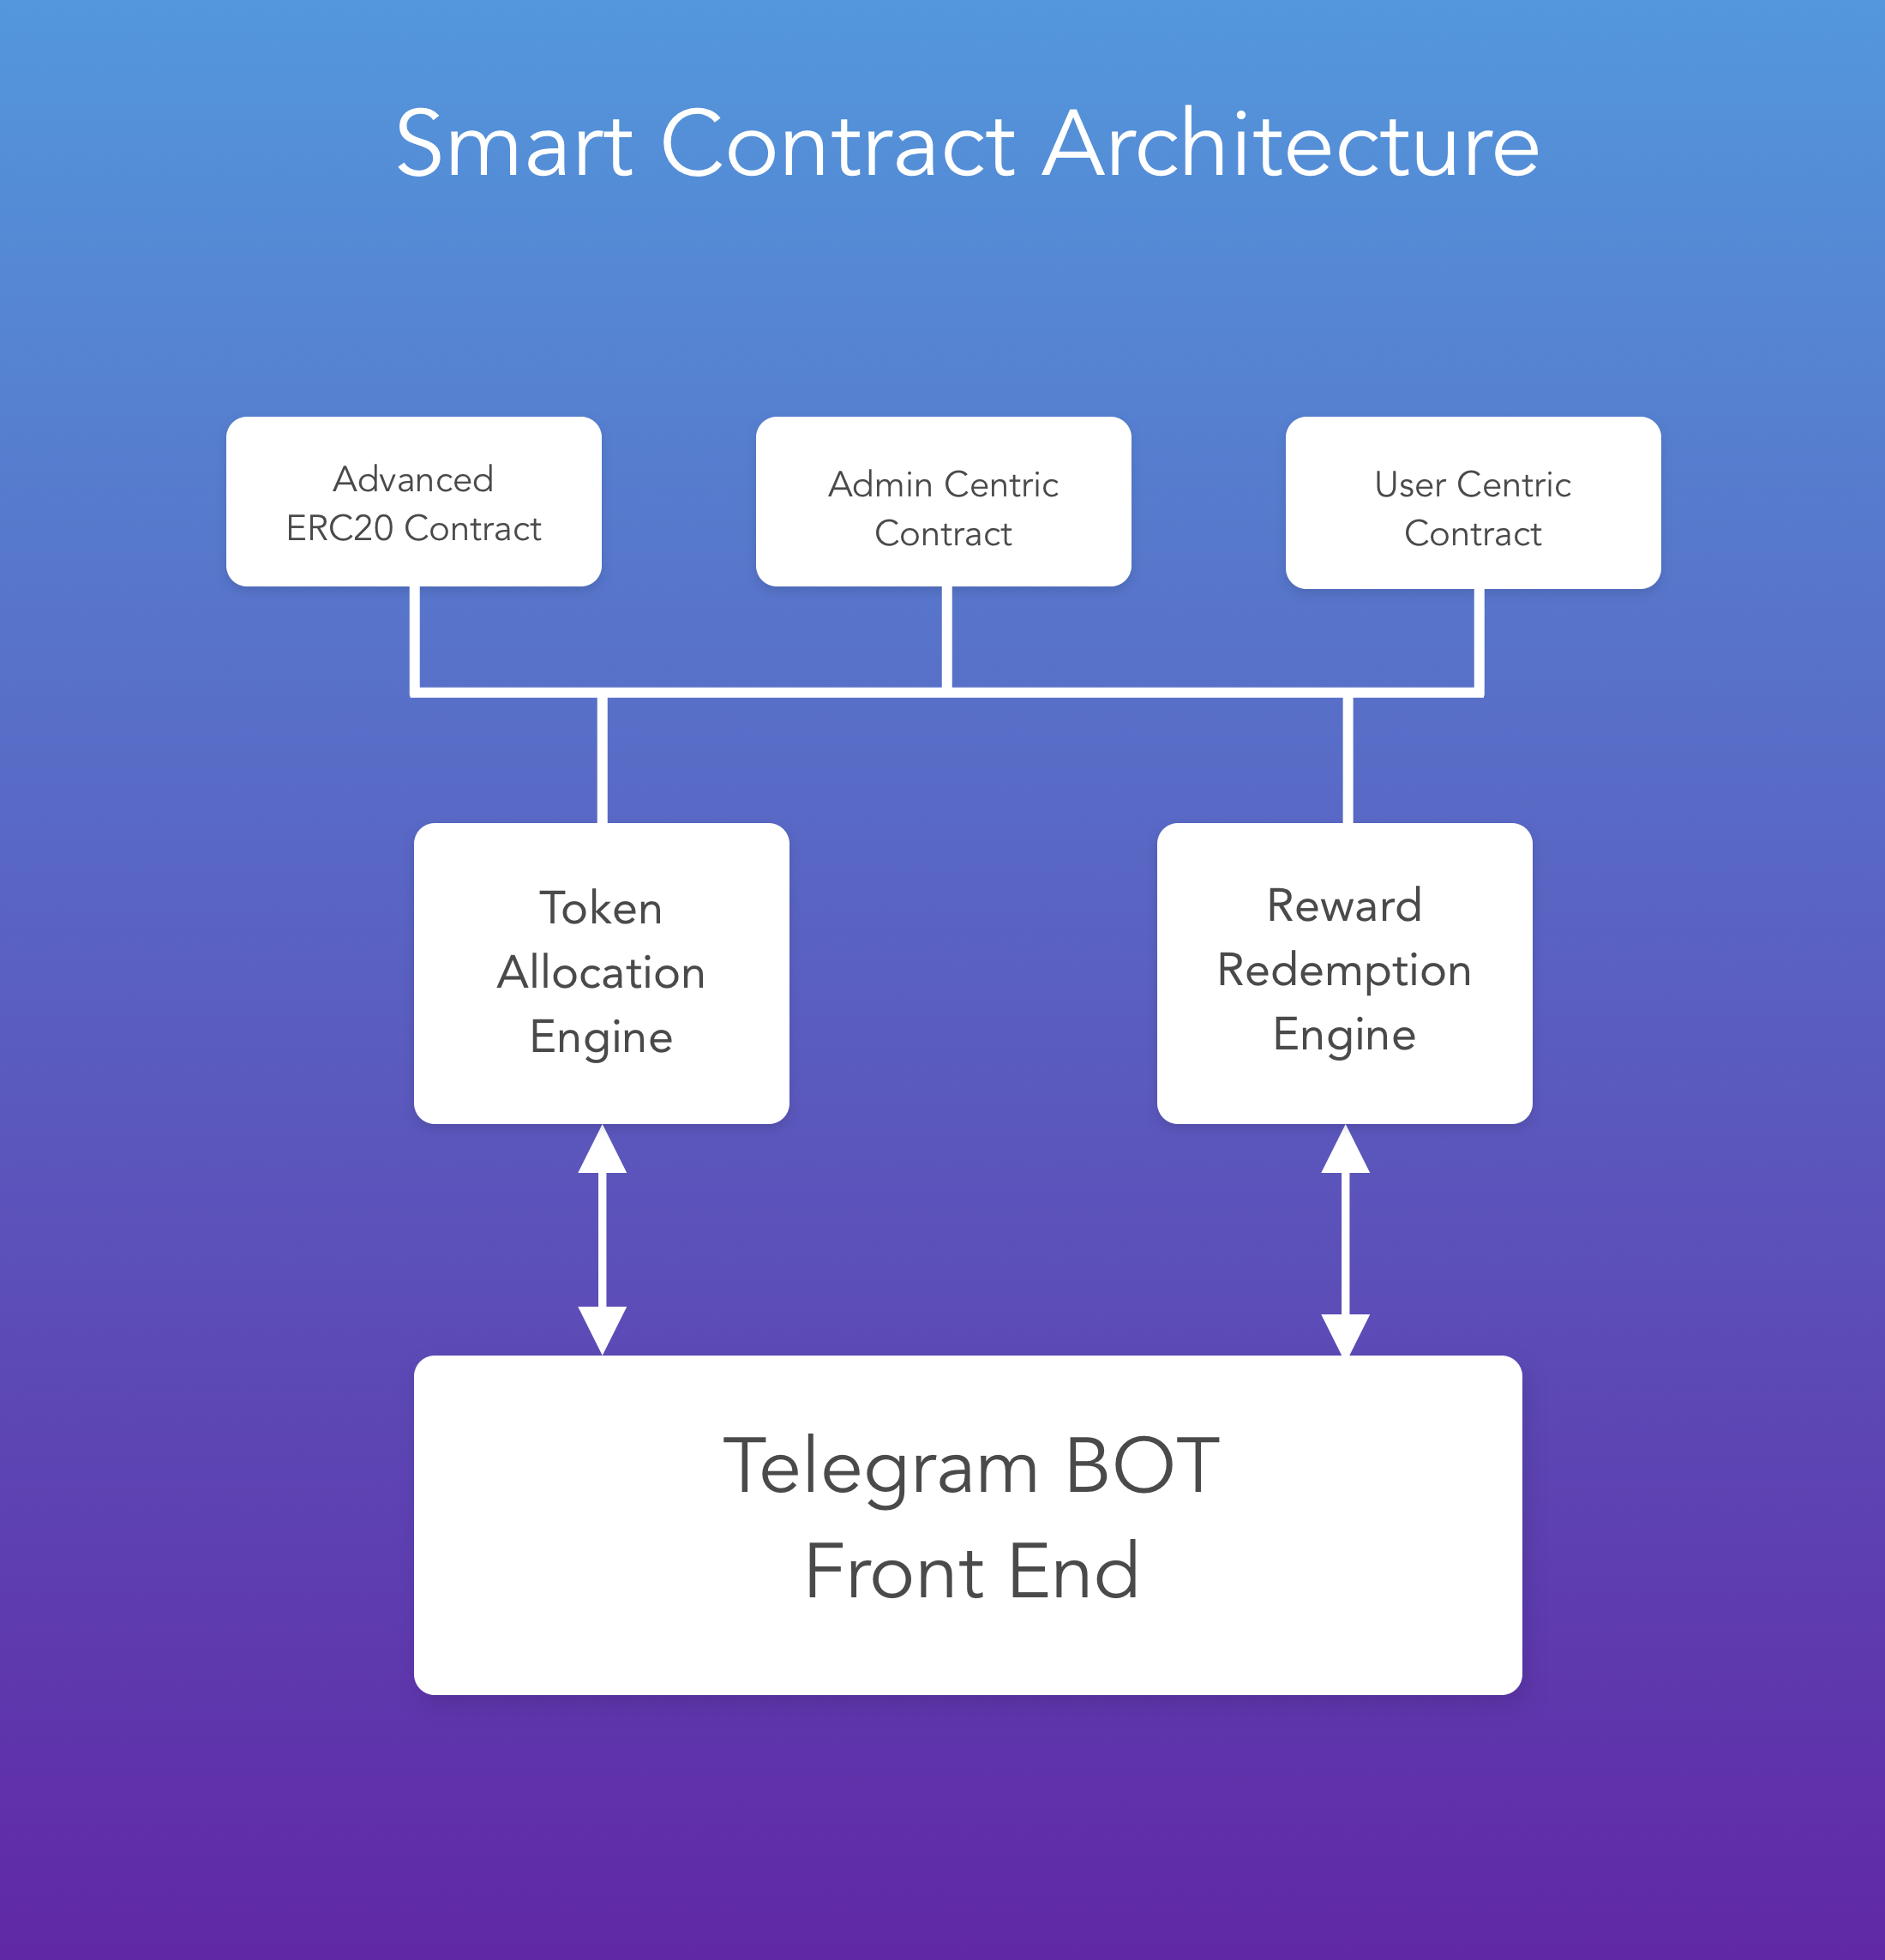 Smart Contract Architecture
Advanced
ERC20 Contract
Admin Centric
Contract
User Centric
Contract
Token
Allocation
Engine
Reward
Redemption
Engine
Telegram BOT
Front End